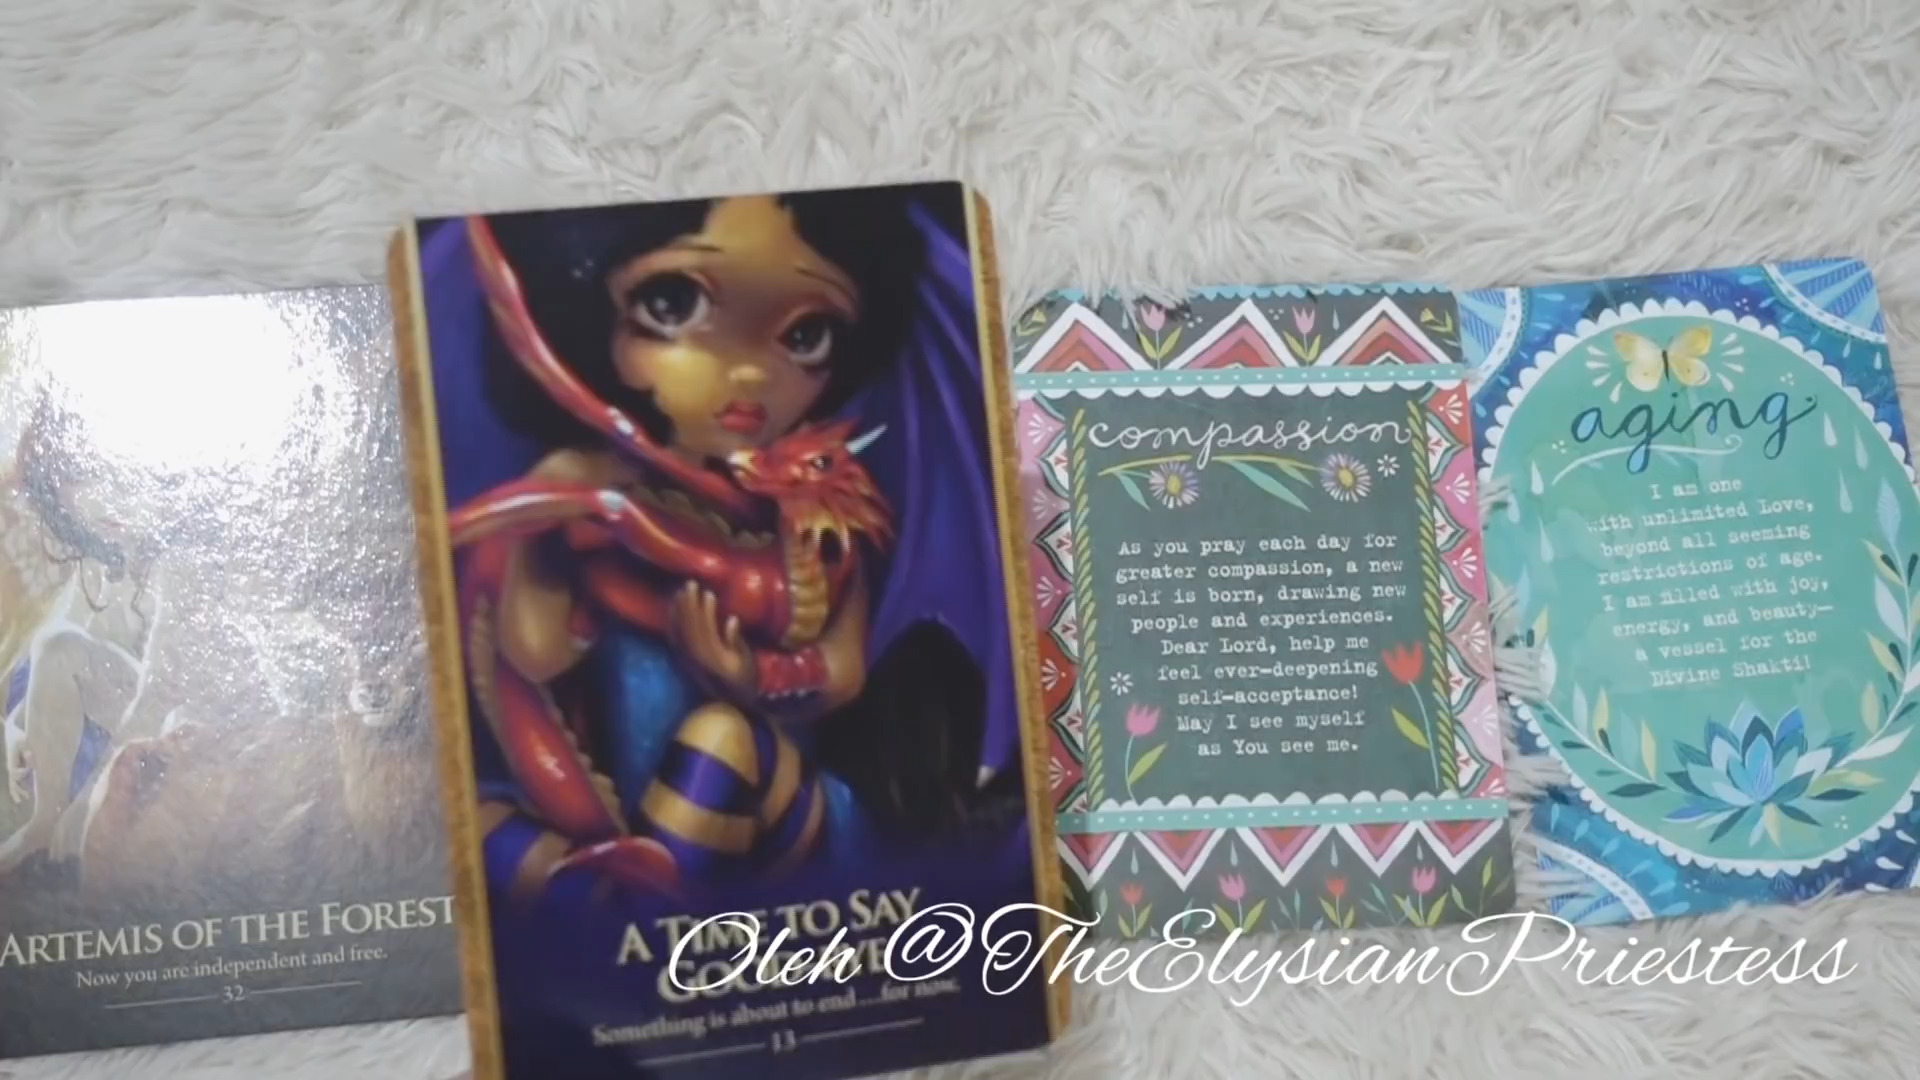 ARTEMIS OF THE FOREST
Now you are independent and free.
32
A TIME TO SAY
GOODBYE
Something is about to end...for now.
13
compassion
As you pray each day for
greater compassion, a new
self is born, drawing new
people and experiences.
Dear Lord, help me
feel ever-deepening
self-acceptance!
May I see myself
as You see me.
aging
I am one
with unlimited Love,
beyond all seeming
restrictions of age.
I am filled with joy,
energy, and beauty—
a vessel for the
Divine Shakti!
Oleh @TheElysianPriestess